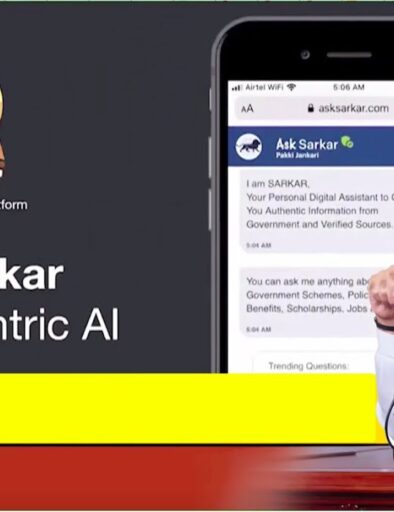 tform
kar
ntric AI
Airtel WiFi
5:06 AM
AA
asksarkar.com
Ask Sarkar
Pakki Jankari
I am SARKAR,
Your Personal Digital Assistant to G
You Authentic Information from
Government and Verified Sources.
5:04 AM
You can ask me anything ab
Government Schemes, Polic
Benefits, Scholarships. Jobs
5:04 AM
Trending Questions: